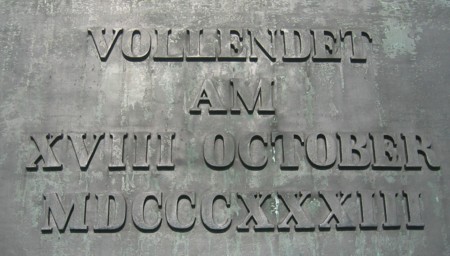 VOLLENDET
AM
XVIII OCTOBER
MDCCCXXXIII